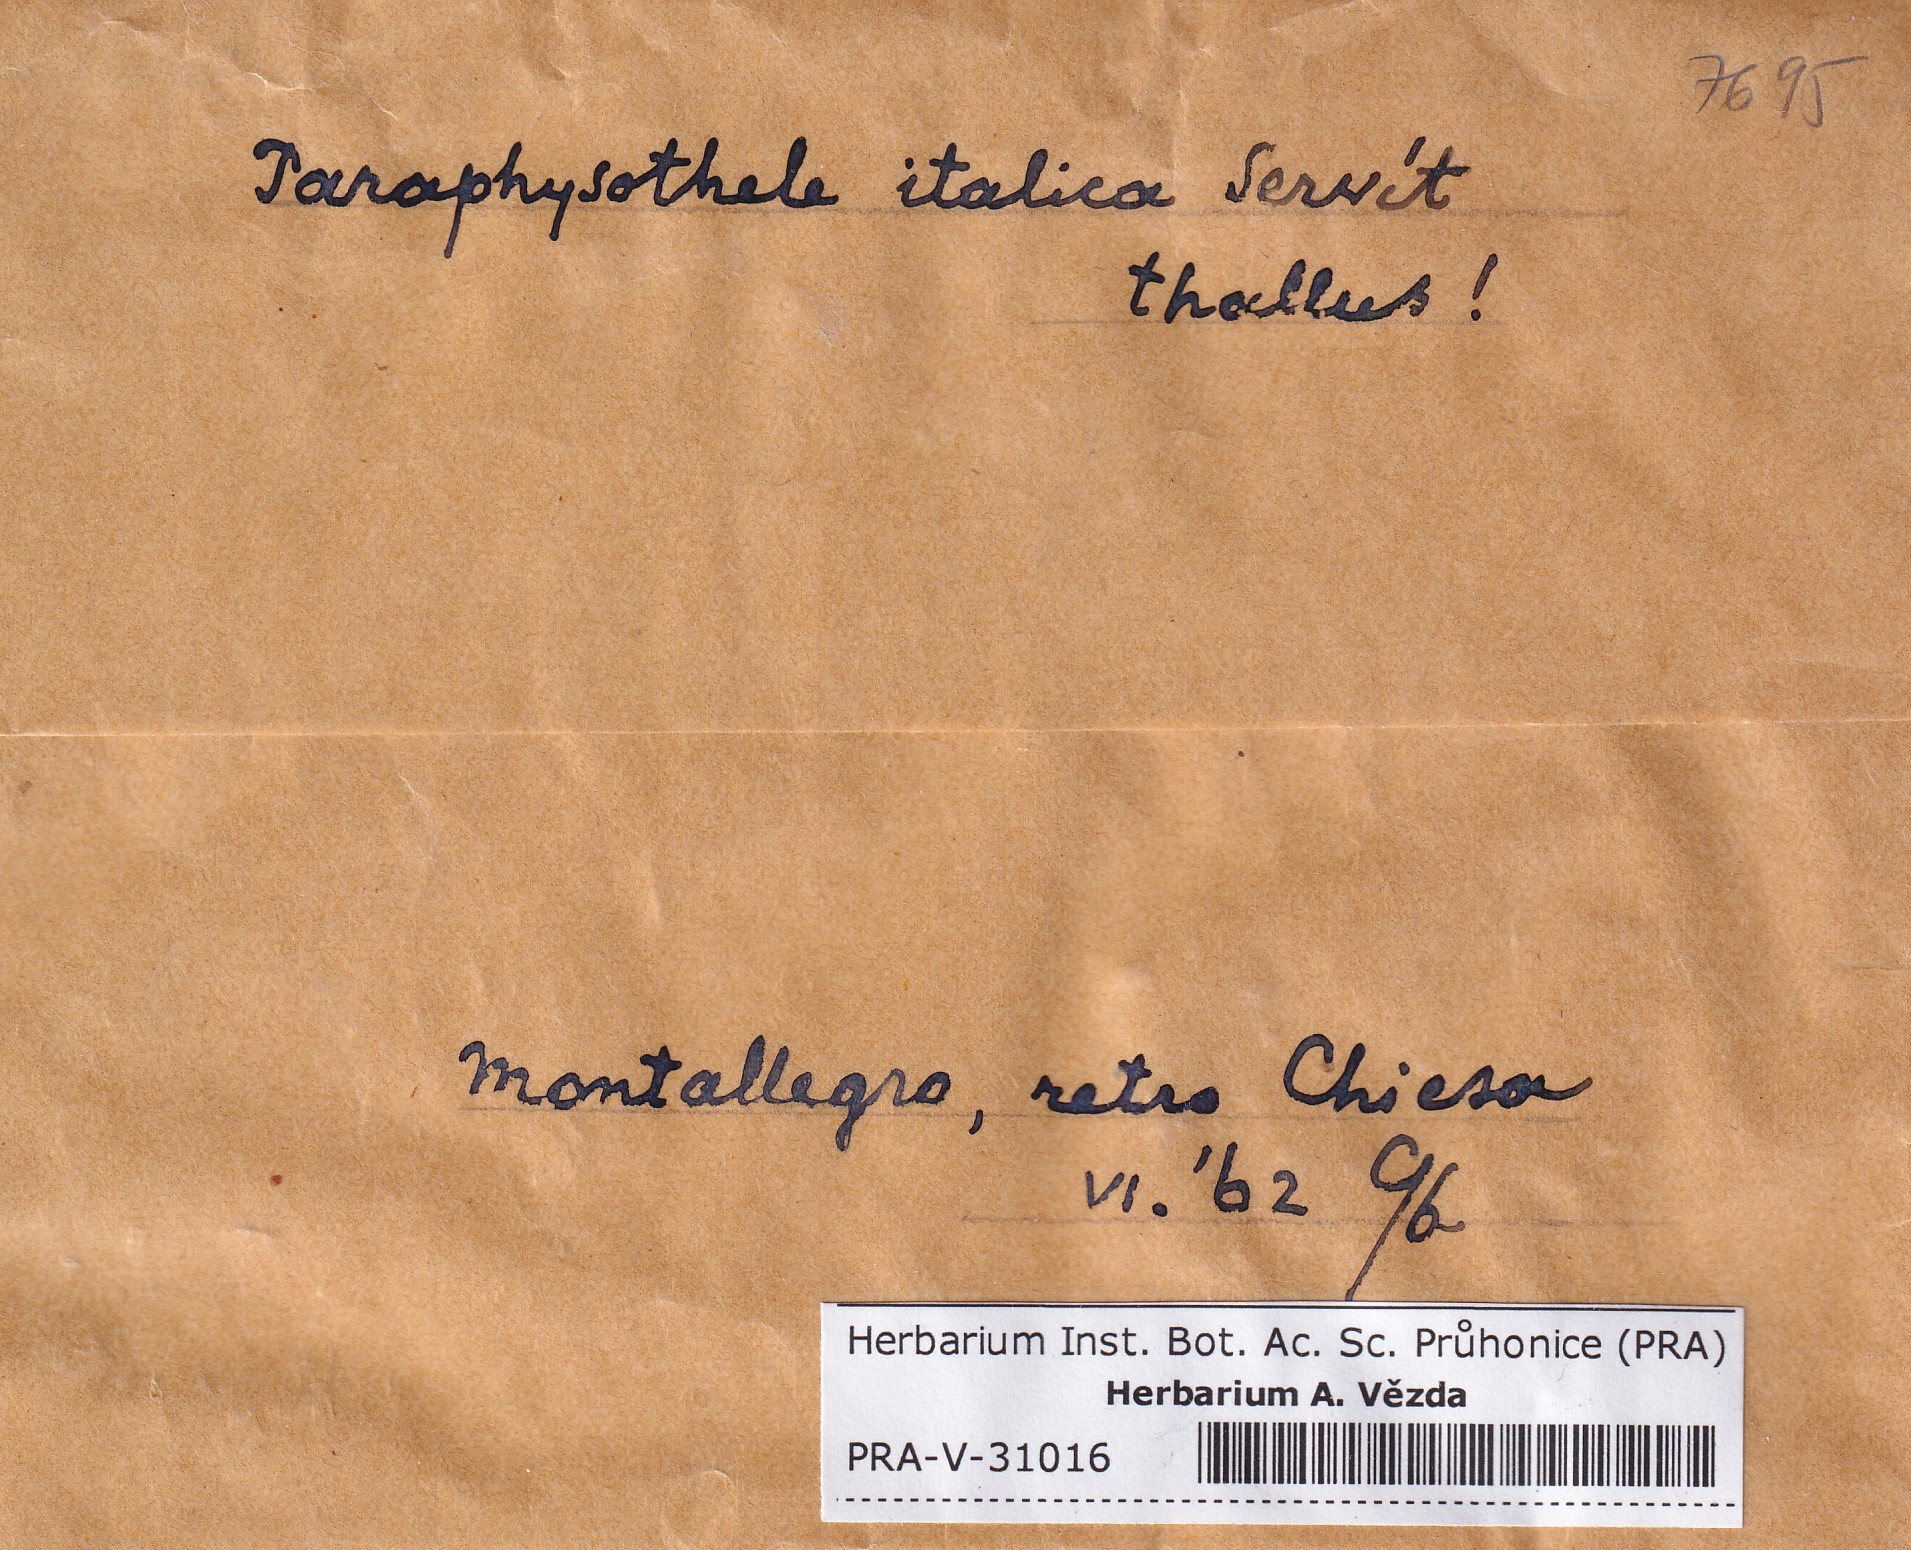 7695
Paraphysothele italica Servít
thallus!
Montallegro, retro Chiesa
VI. '62
Herbarium Inst. Bot. Ac. Sc. Průhonice (PRA)
Herbarium A. Vězda
PRA-V-31016